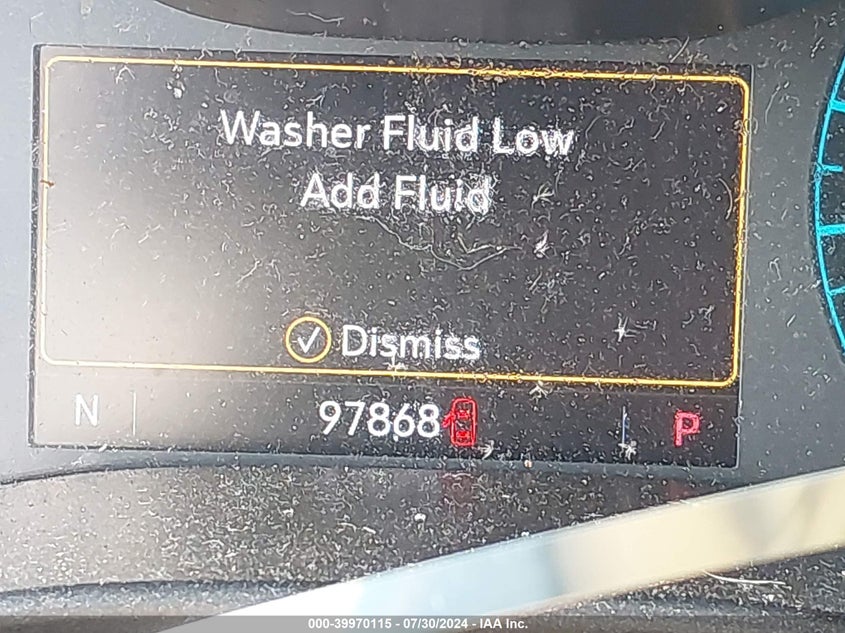 Washer Fluid Low
Add Fluid
Dismiss
N 97868 P
000-39970115 - 07/30/2024 - IAA Inc.